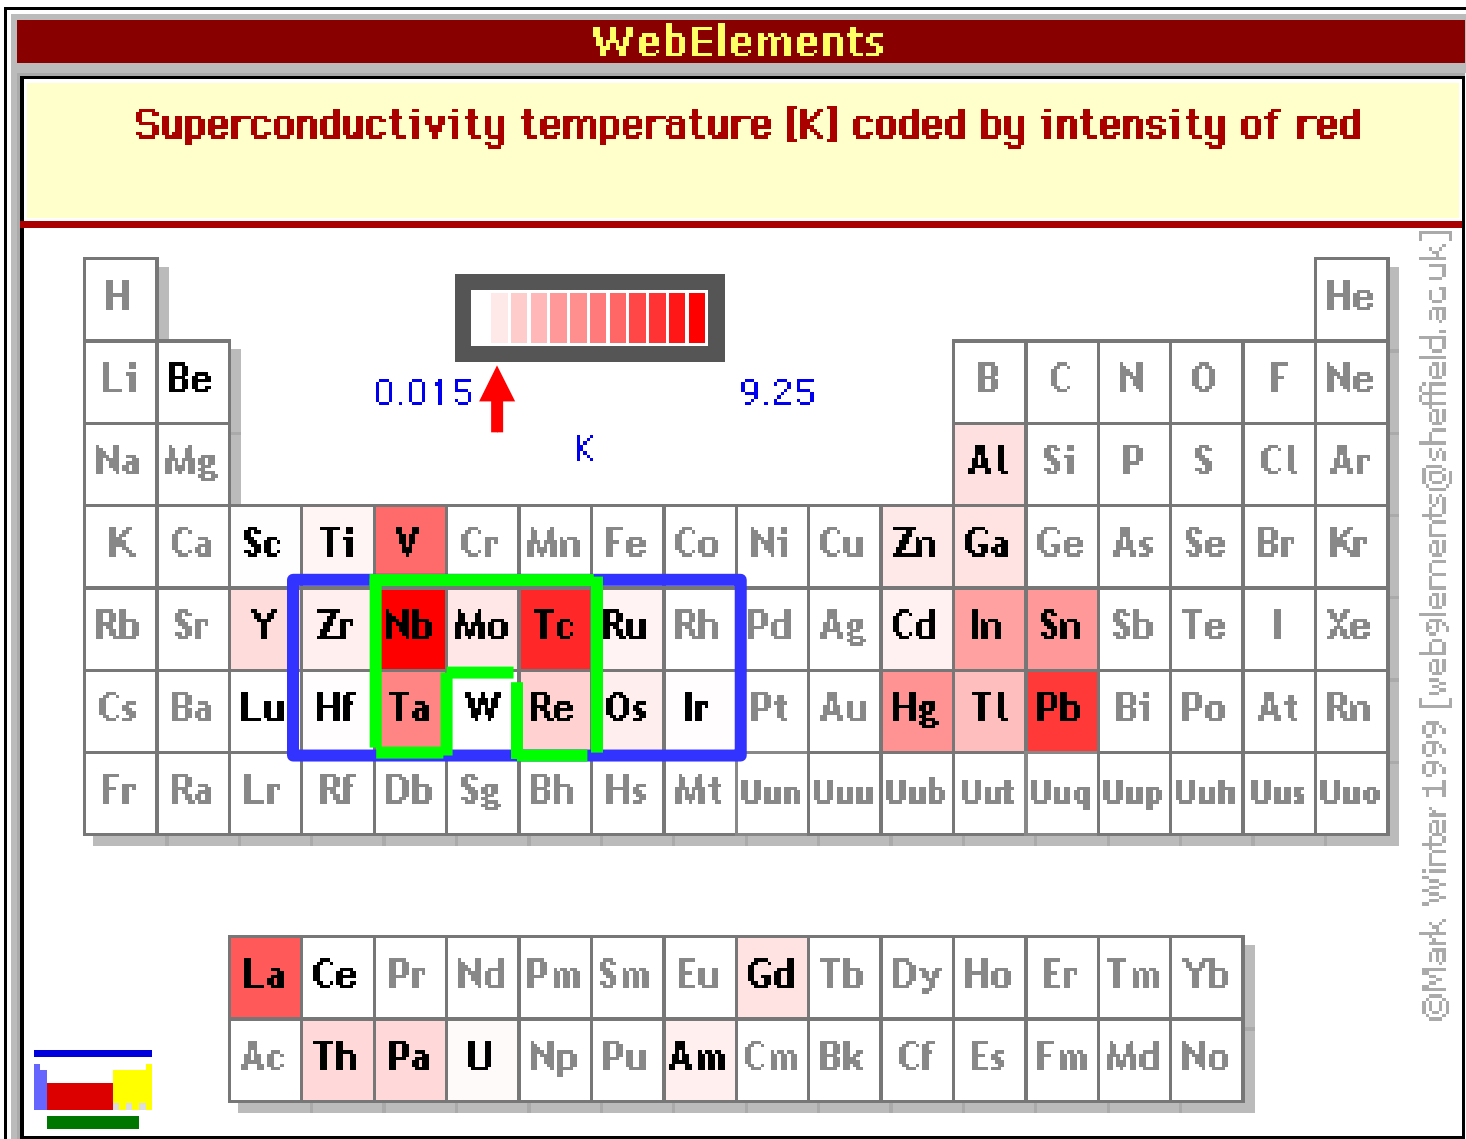 WebElements
Superconductivity temperature [K] coded by intensity of red
H He
0.015 9.25
K
Li Be B C N O F Ne
Na Mg Al Si P S Cl Ar
K Ca Sc Ti V Cr Mn Fe Co Ni Cu Zn Ga Ge As Se Br Kr
Rb Sr Y Zr Nb Mo Tc Ru Rh Pd Ag Cd In Sn Sb Te I Xe
Cs Ba Lu Hf Ta W Re Os Ir Pt Au Hg Tl Pb Bi Po At Rn
Fr Ra Lr Rf Db Sg Bh Hs Mt Uun Uuu Uub Uut Uuq Uup Uuh Uus Uuo
La Ce Pr Nd Pm Sm Eu Gd Tb Dy Ho Er Tm Yb
Ac Th Pa U Np Pu Am Cm Bk Cf Es Fm Md No
©Mark Winter 1999 [web9lements@sheffield.ac.uk]